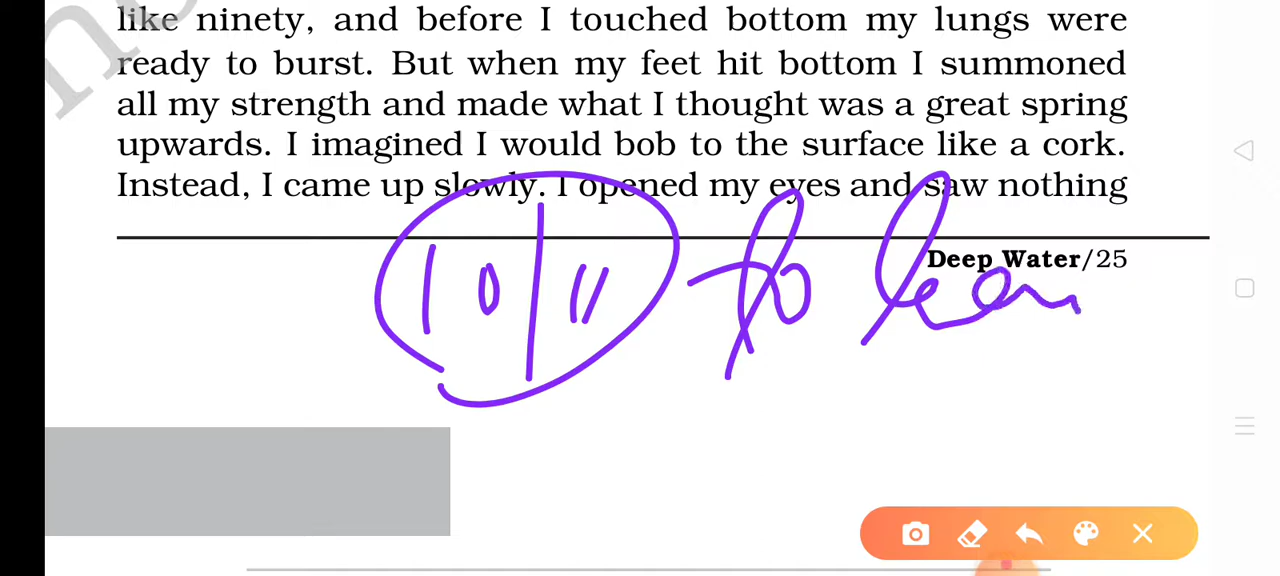 like ninety, and before I touched bottom my lungs were
ready to burst. But when my feet hit bottom I summoned
all my strength and made what I thought was a great spring
upwards. I imagined I would bob to the surface like a cork.
Instead, I came up slowly. I opened my eyes and saw nothing
Deep Water/25
10/11 to